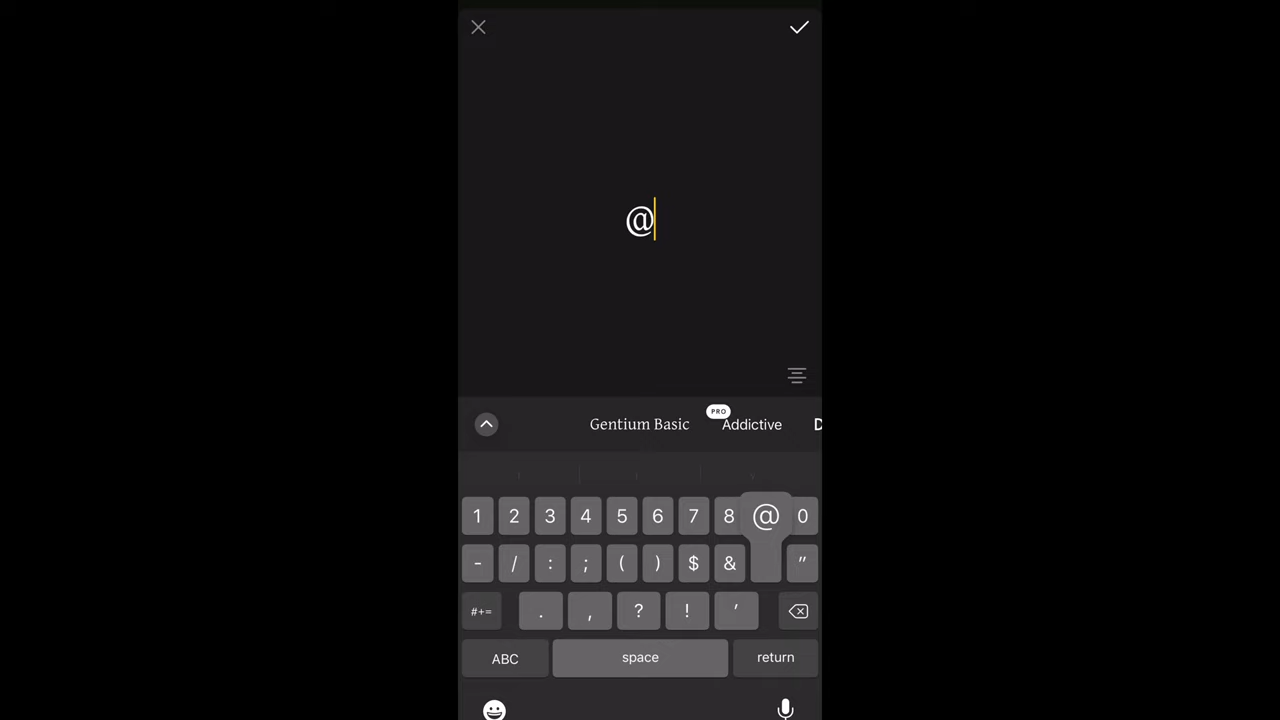 @
PRO
Gentium Basic Addictive D
1 2 3 4 5 6 7 8 @ 0
- / : ; ( ) $ & ”
#+= . , ? ! ’
ABC space return